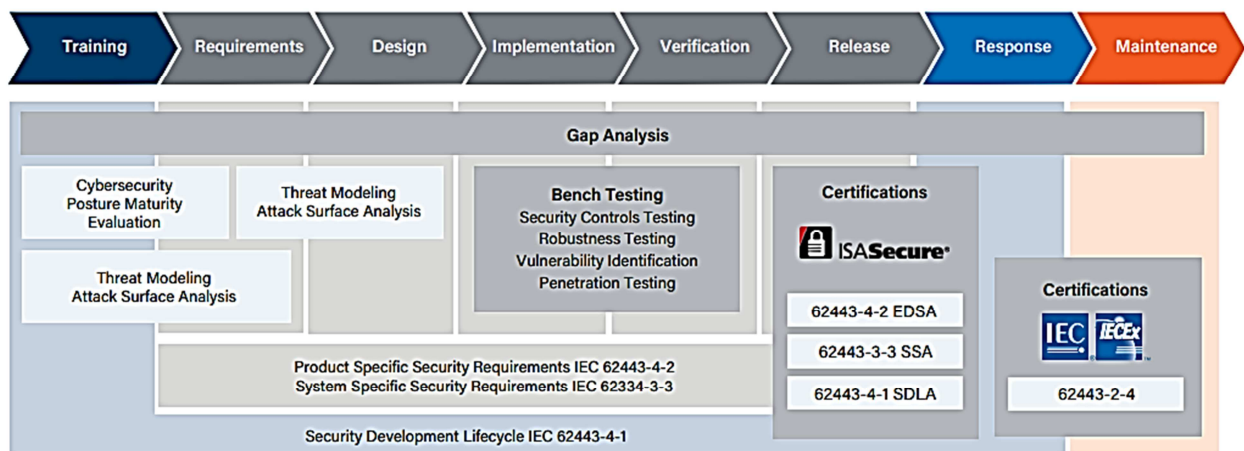 Training
Requirements
Design
Implementation
Verification
Release
Response
Maintenance
Gap Analysis
Cybersecurity
Posture Maturity
Evaluation
Threat Modeling
Attack Surface Analysis
Threat Modeling
Attack Surface Analysis
Bench Testing
Security Controls Testing
Robustness Testing
Vulnerability Identification
Penetration Testing
Certifications
ISASecure®
62443-4-2 EDSA
62443-3-3 SSA
62443-4-1 SDLA
Certifications
IEC
IECEx
62443-2-4
Product Specific Security Requirements IEC 62443-4-2
System Specific Security Requirements IEC 62334-3-3
Security Development Lifecycle IEC 62443-4-1